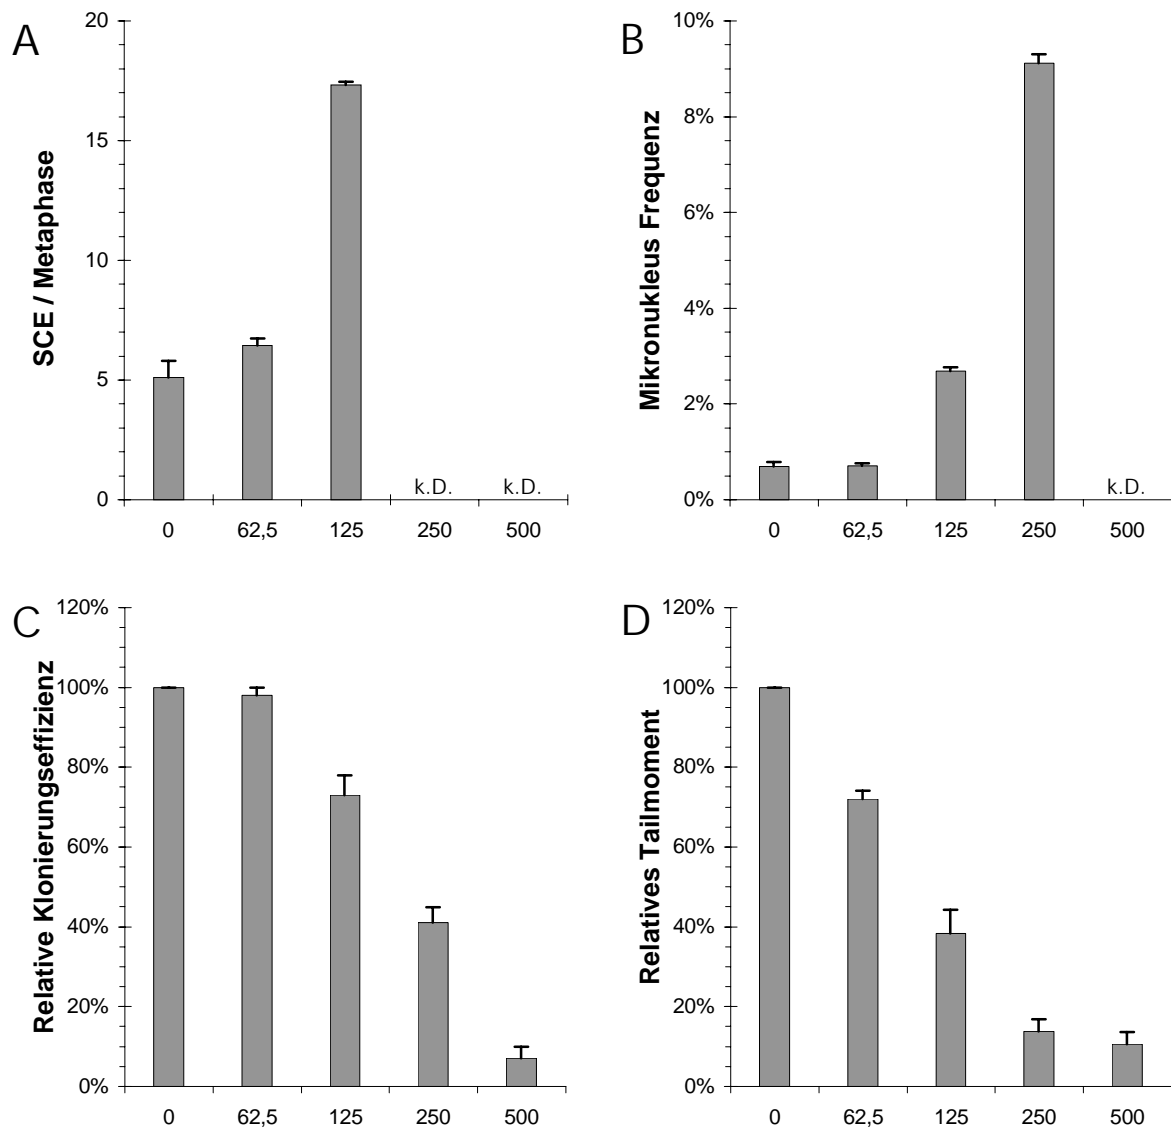 A
SCE / Metaphase
20
15
10
5
0
k.D.
k.D.
0 62,5 125 250 500
B
Mikronukleus Frequenz
10%
8%
6%
4%
2%
0%
k.D.
0 62,5 125 250 500
C
Relative Klonierungseffizienz
120%
100%
80%
60%
40%
20%
0%
0 62,5 125 250 500
D
Relatives Tailmoment
120%
100%
80%
60%
40%
20%
0%
0 62,5 125 250 500